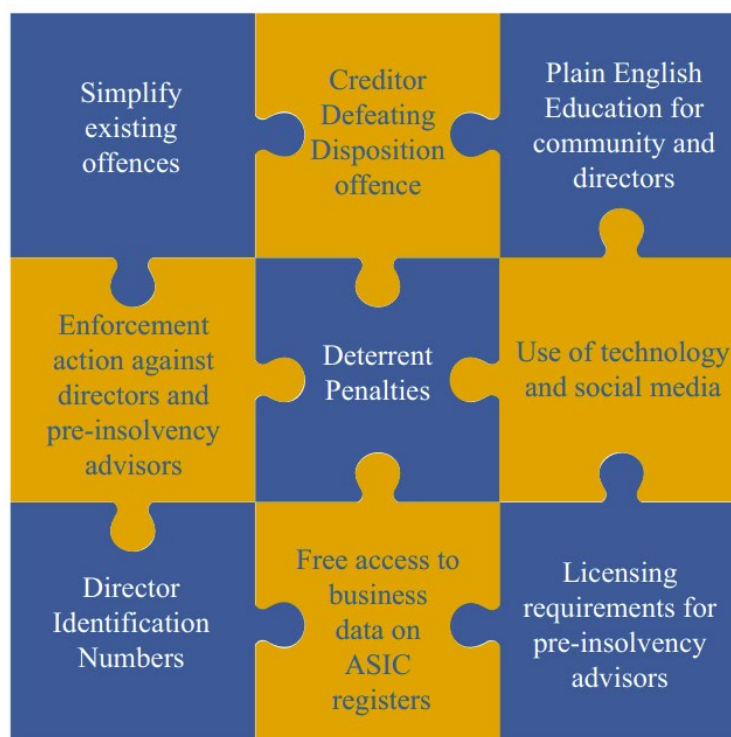 Simplify
existing
offences
Creditor
Defeating
Disposition
offence
Plain English
Education for
community and
directors
Enforcement
action against
directors and
pre-insolvency
advisors
Deterrent
Penalties
Use of technology
and social media
Director
Identification
Numbers
Free access to
business
data on
ASIC
registers
Licensing
requirements for
pre-insolvency
advisors